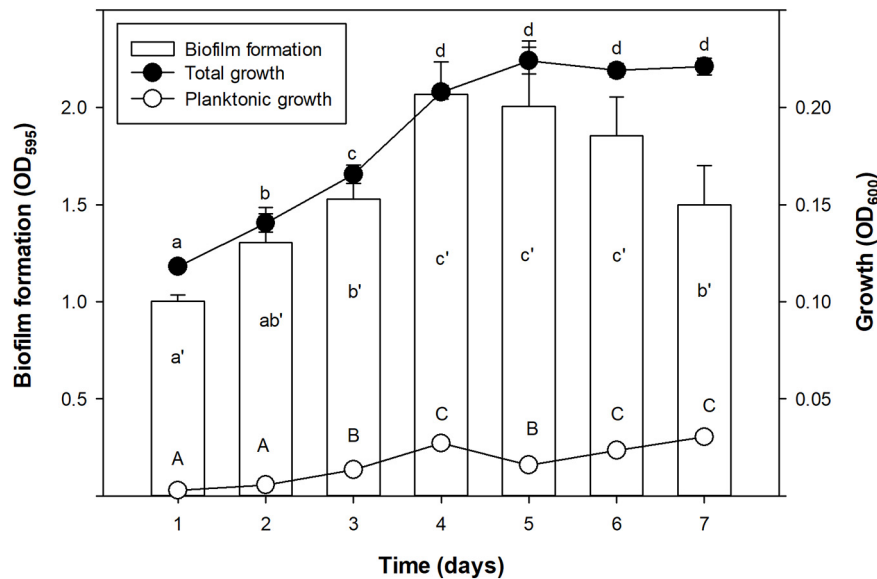 Biofilm formation
Total growth
Planktonic growth
Biofilm formation (OD595)
2.0
1.5
1.0
0.5
0.20
0.15
0.10
0.05
Growth (OD600)
a
b
c
d
d
d
d
a'
ab'
b'
c'
c'
c'
b'
A
A
B
C
B
C
C
1 2 3 4 5 6 7
Time (days)